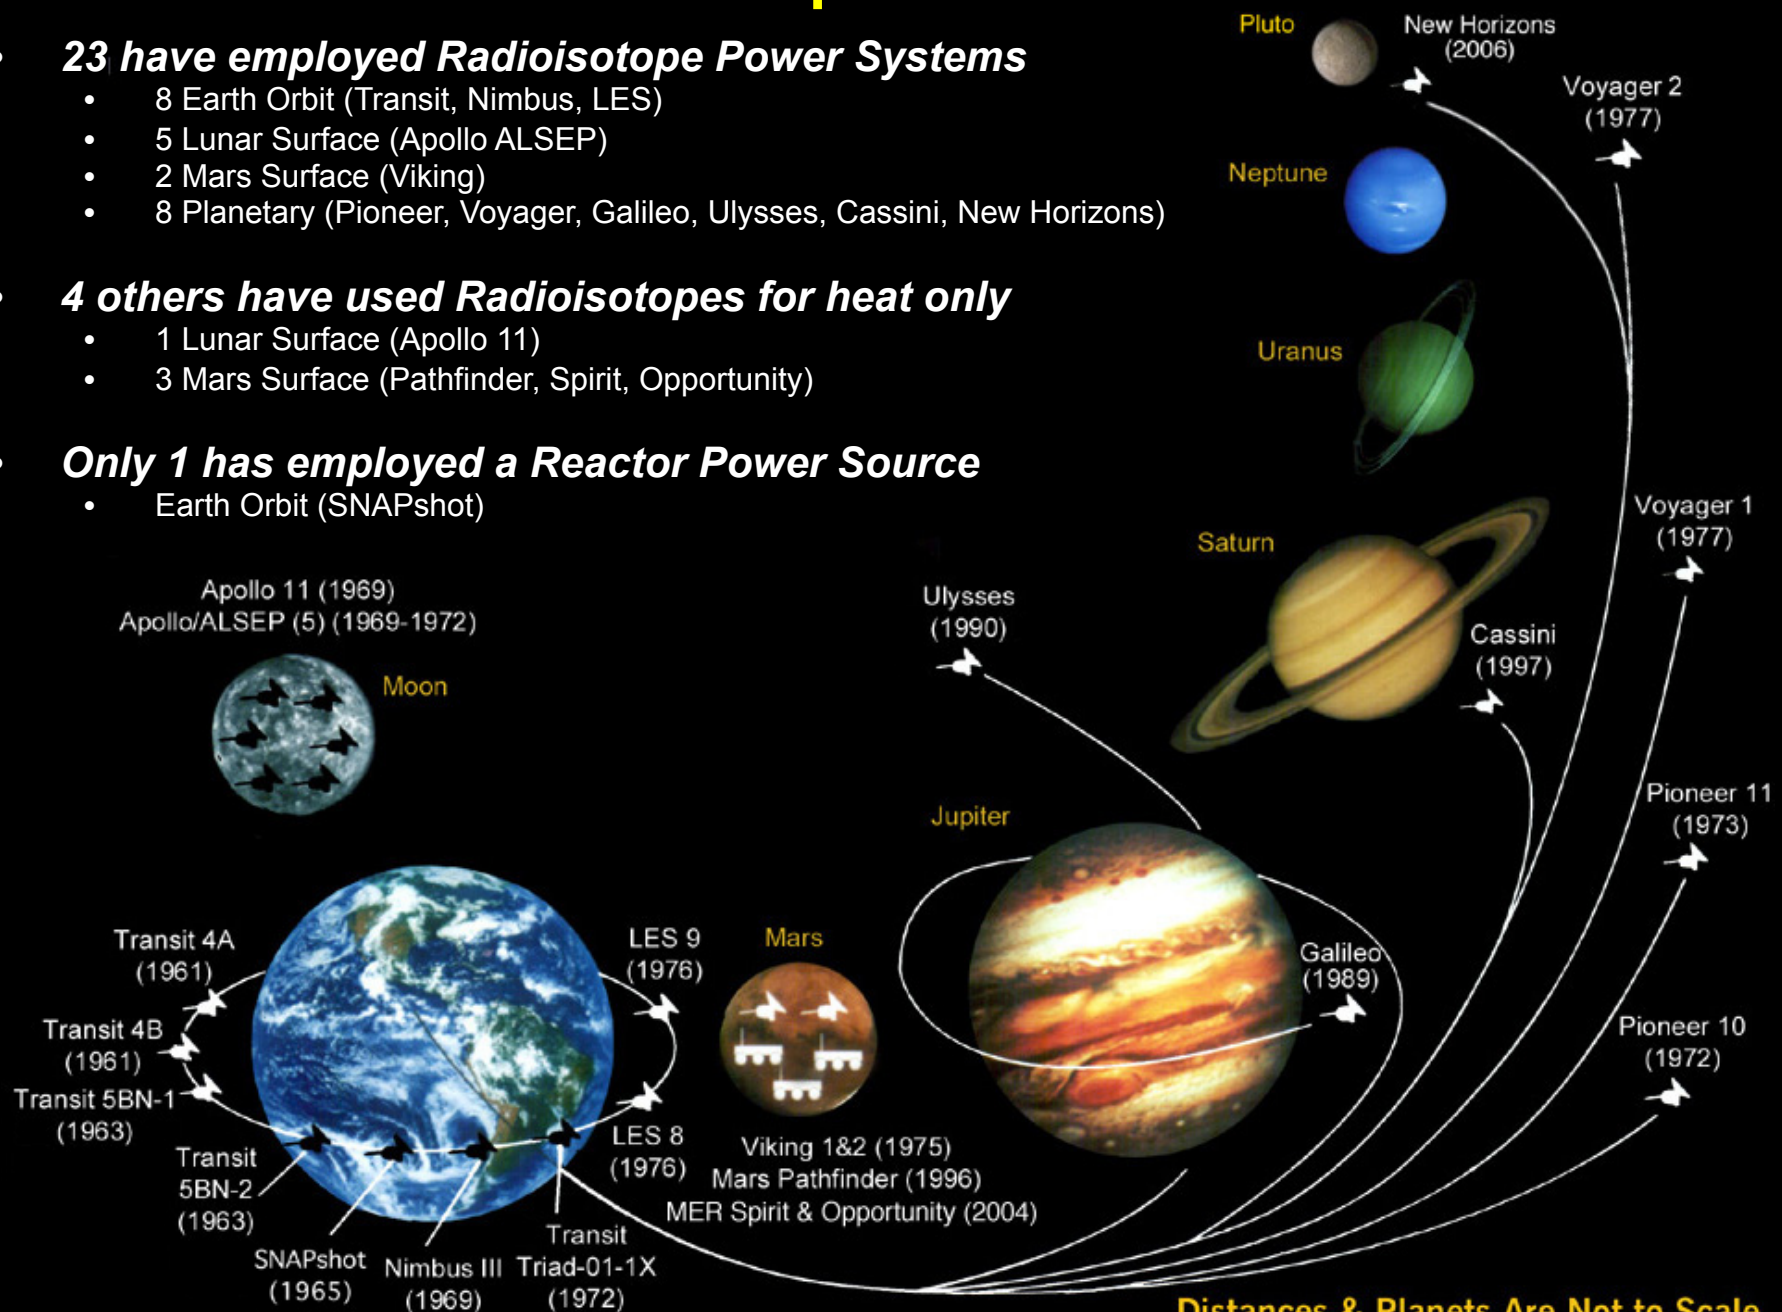 • 23 have employed Radioisotope Power Systems
• 8 Earth Orbit (Transit, Nimbus, LES)
• 5 Lunar Surface (Apollo ALSEP)
• 2 Mars Surface (Viking)
• 8 Planetary (Pioneer, Voyager, Galileo, Ulysses, Cassini, New Horizons)
• 4 others have used Radioisotopes for heat only
• 1 Lunar Surface (Apollo 11)
• 3 Mars Surface (Pathfinder, Spirit, Opportunity)
• Only 1 has employed a Reactor Power Source
• Earth Orbit (SNAPshot)
Pluto
New Horizons
(2006)
Voyager 2
(1977)
Neptune
Uranus
Voyager 1
(1977)
Saturn
Cassini
(1997)
Ulysses
(1990)
Apollo 11 (1969)
Apollo/ALSEP (5) (1969-1972)
Moon
Jupiter
Pioneer 11
(1973)
Galileo
(1989)
Pioneer 10
(1972)
Transit 4A
(1961)
Transit 4B
(1961)
Transit 5BN-1
(1963)
Transit
5BN-2
(1963)
SNAPshot
(1965)
Nimbus III
(1969)
Transit
Triad-01-1X
(1972)
LES 9
(1976)
LES 8
(1976)
Mars
Viking 1&2 (1975)
Mars Pathfinder (1996)
MER Spirit & Opportunity (2004)
Distances & Planets Are Not to Scale